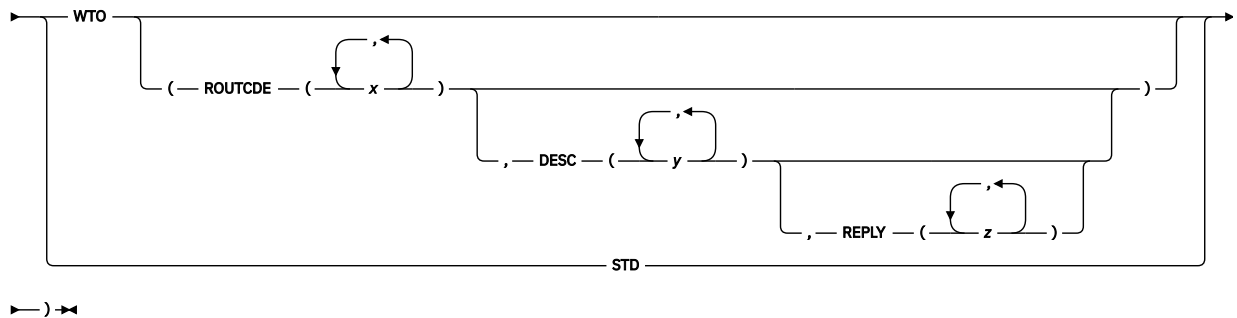 WTO
,
( ROUTCDE ( x ) )
,
, DESC ( y )
,
, REPLY ( z )
STD
)